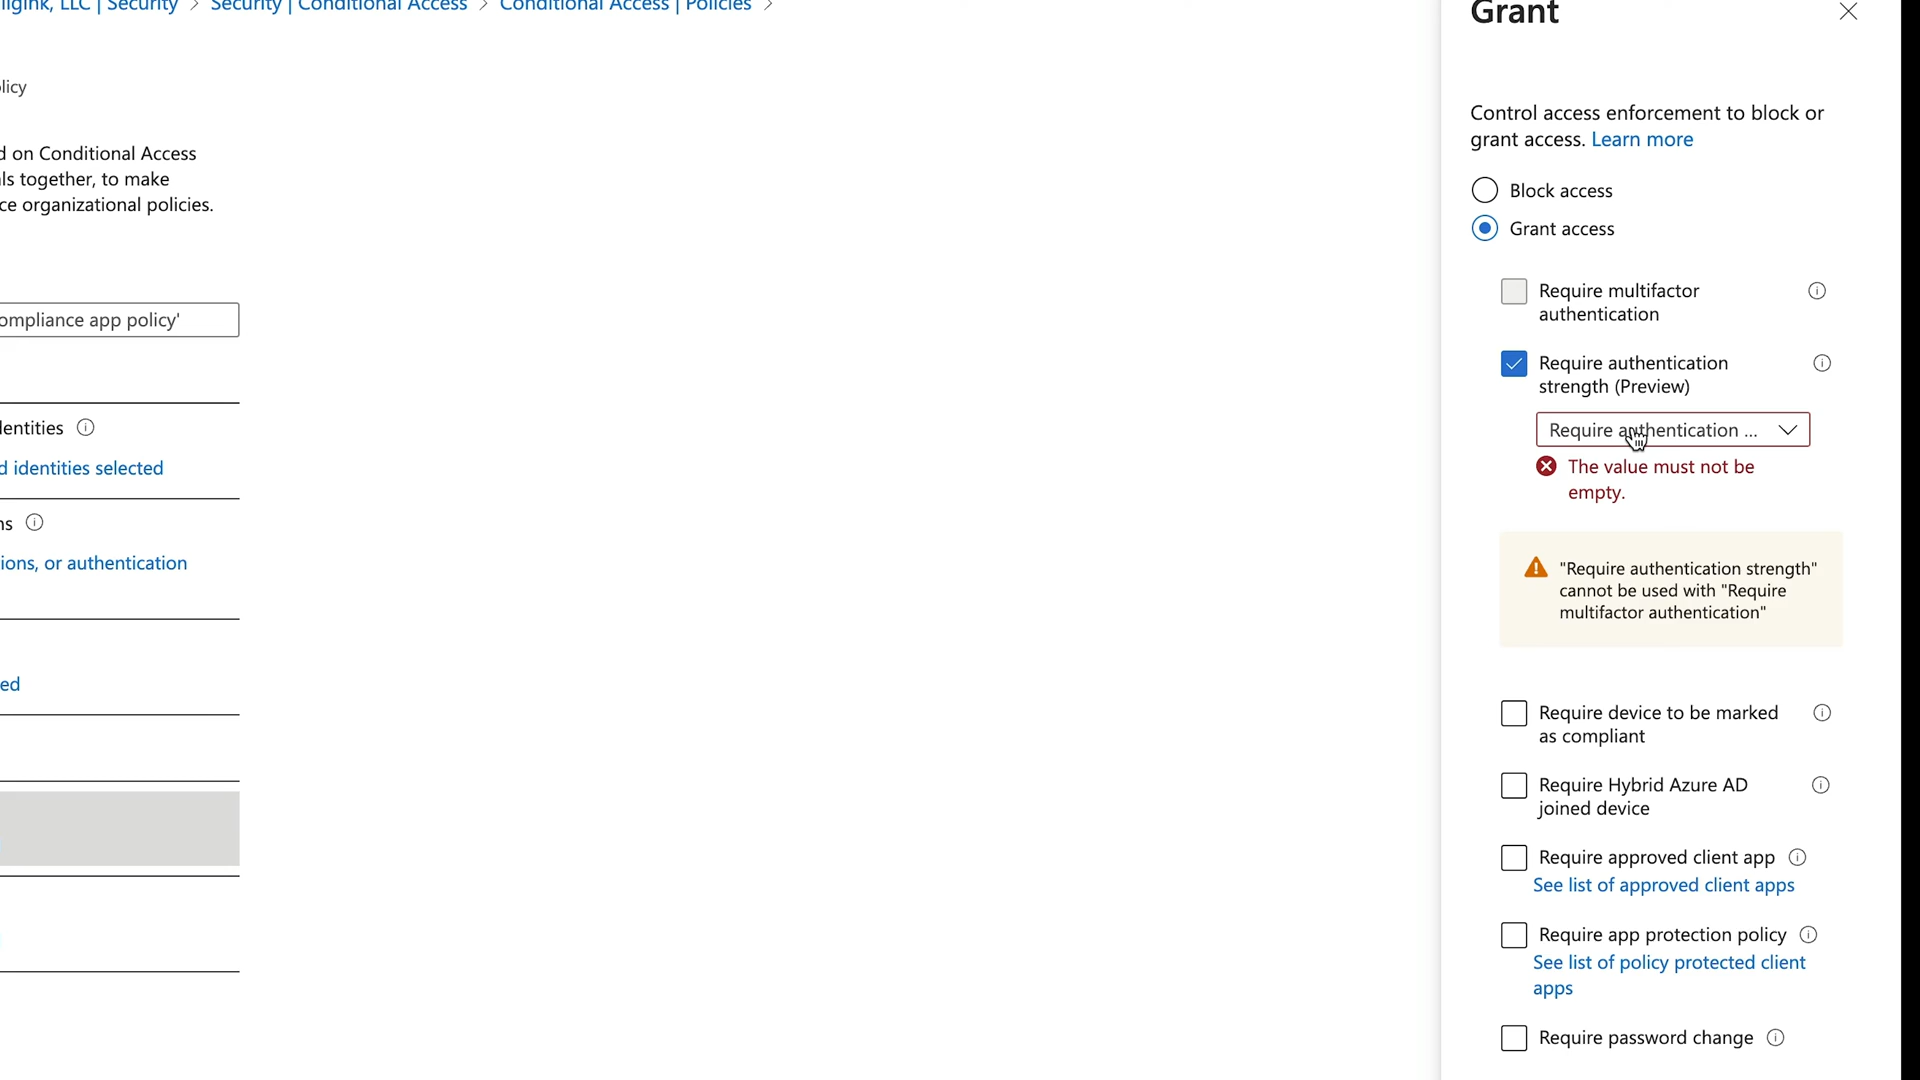 LLC | Security > Security | Conditional Access > Conditional Access | Policies >
Grant
Control access enforcement to block or
grant access. Learn more
Block access
Grant access
Require multifactor
authentication
Require authentication
strength (Preview)
Require authentication ...
The value must not be
empty.
"Require authentication strength"
cannot be used with "Require
multifactor authentication"
Require device to be marked
as compliant
Require Hybrid Azure AD
joined device
Require approved client app
See list of approved client apps
Require app protection policy
See list of policy protected client
apps
Require password change
licy
d on Conditional Access
ls together, to make
ce organizational policies.
ompliance app policy'
entities
d identities selected
ns
ions, or authentication
ed